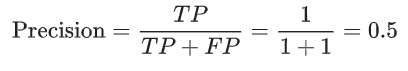 Precision = TP / TP + FP = 1 / 1 + 1 = 0.5